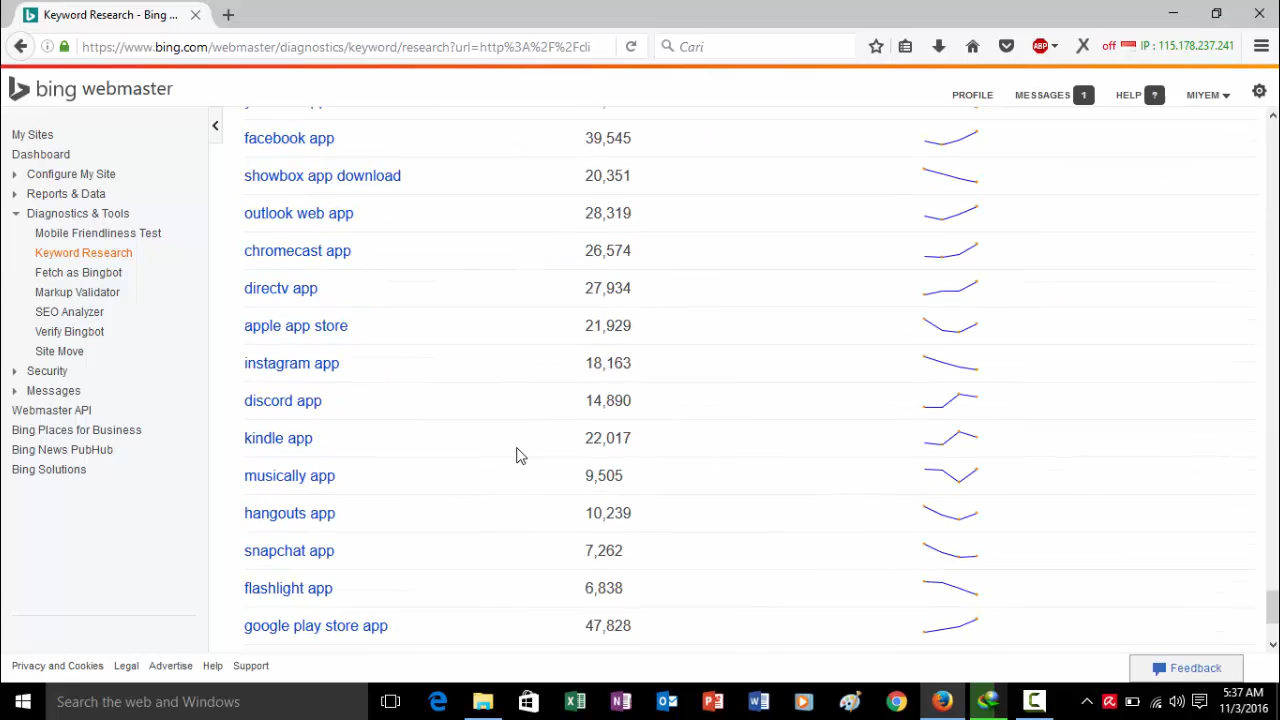 Keyword Research - Bing ...
https://www.bing.com/webmaster/diagnostics/keyword/research?url=http%3A%2F%2Fcli
Cari
ABP
off
IP : 115.178.237.241
bing webmaster
PROFILE
MESSAGES 1
HELP ?
MIYEM
My Sites
Dashboard
Configure My Site
Reports & Data
Diagnostics & Tools
Mobile Friendliness Test
Keyword Research
Fetch as Bingbot
Markup Validator
SEO Analyzer
Verify Bingbot
Site Move
Security
Messages
Webmaster API
Bing Places for Business
Bing News PubHub
Bing Solutions
facebook app 39,545
showbox app download 20,351
outlook web app 28,319
chromecast app 26,574
directv app 27,934
apple app store 21,929
instagram app 18,163
discord app 14,890
kindle app 22,017
musically app 9,505
hangouts app 10,239
snapchat app 7,262
flashlight app 6,838
google play store app 47,828
Privacy and Cookies Legal Advertise Help Support
Feedback
Search the web and Windows
5:37 AM
11/3/2016